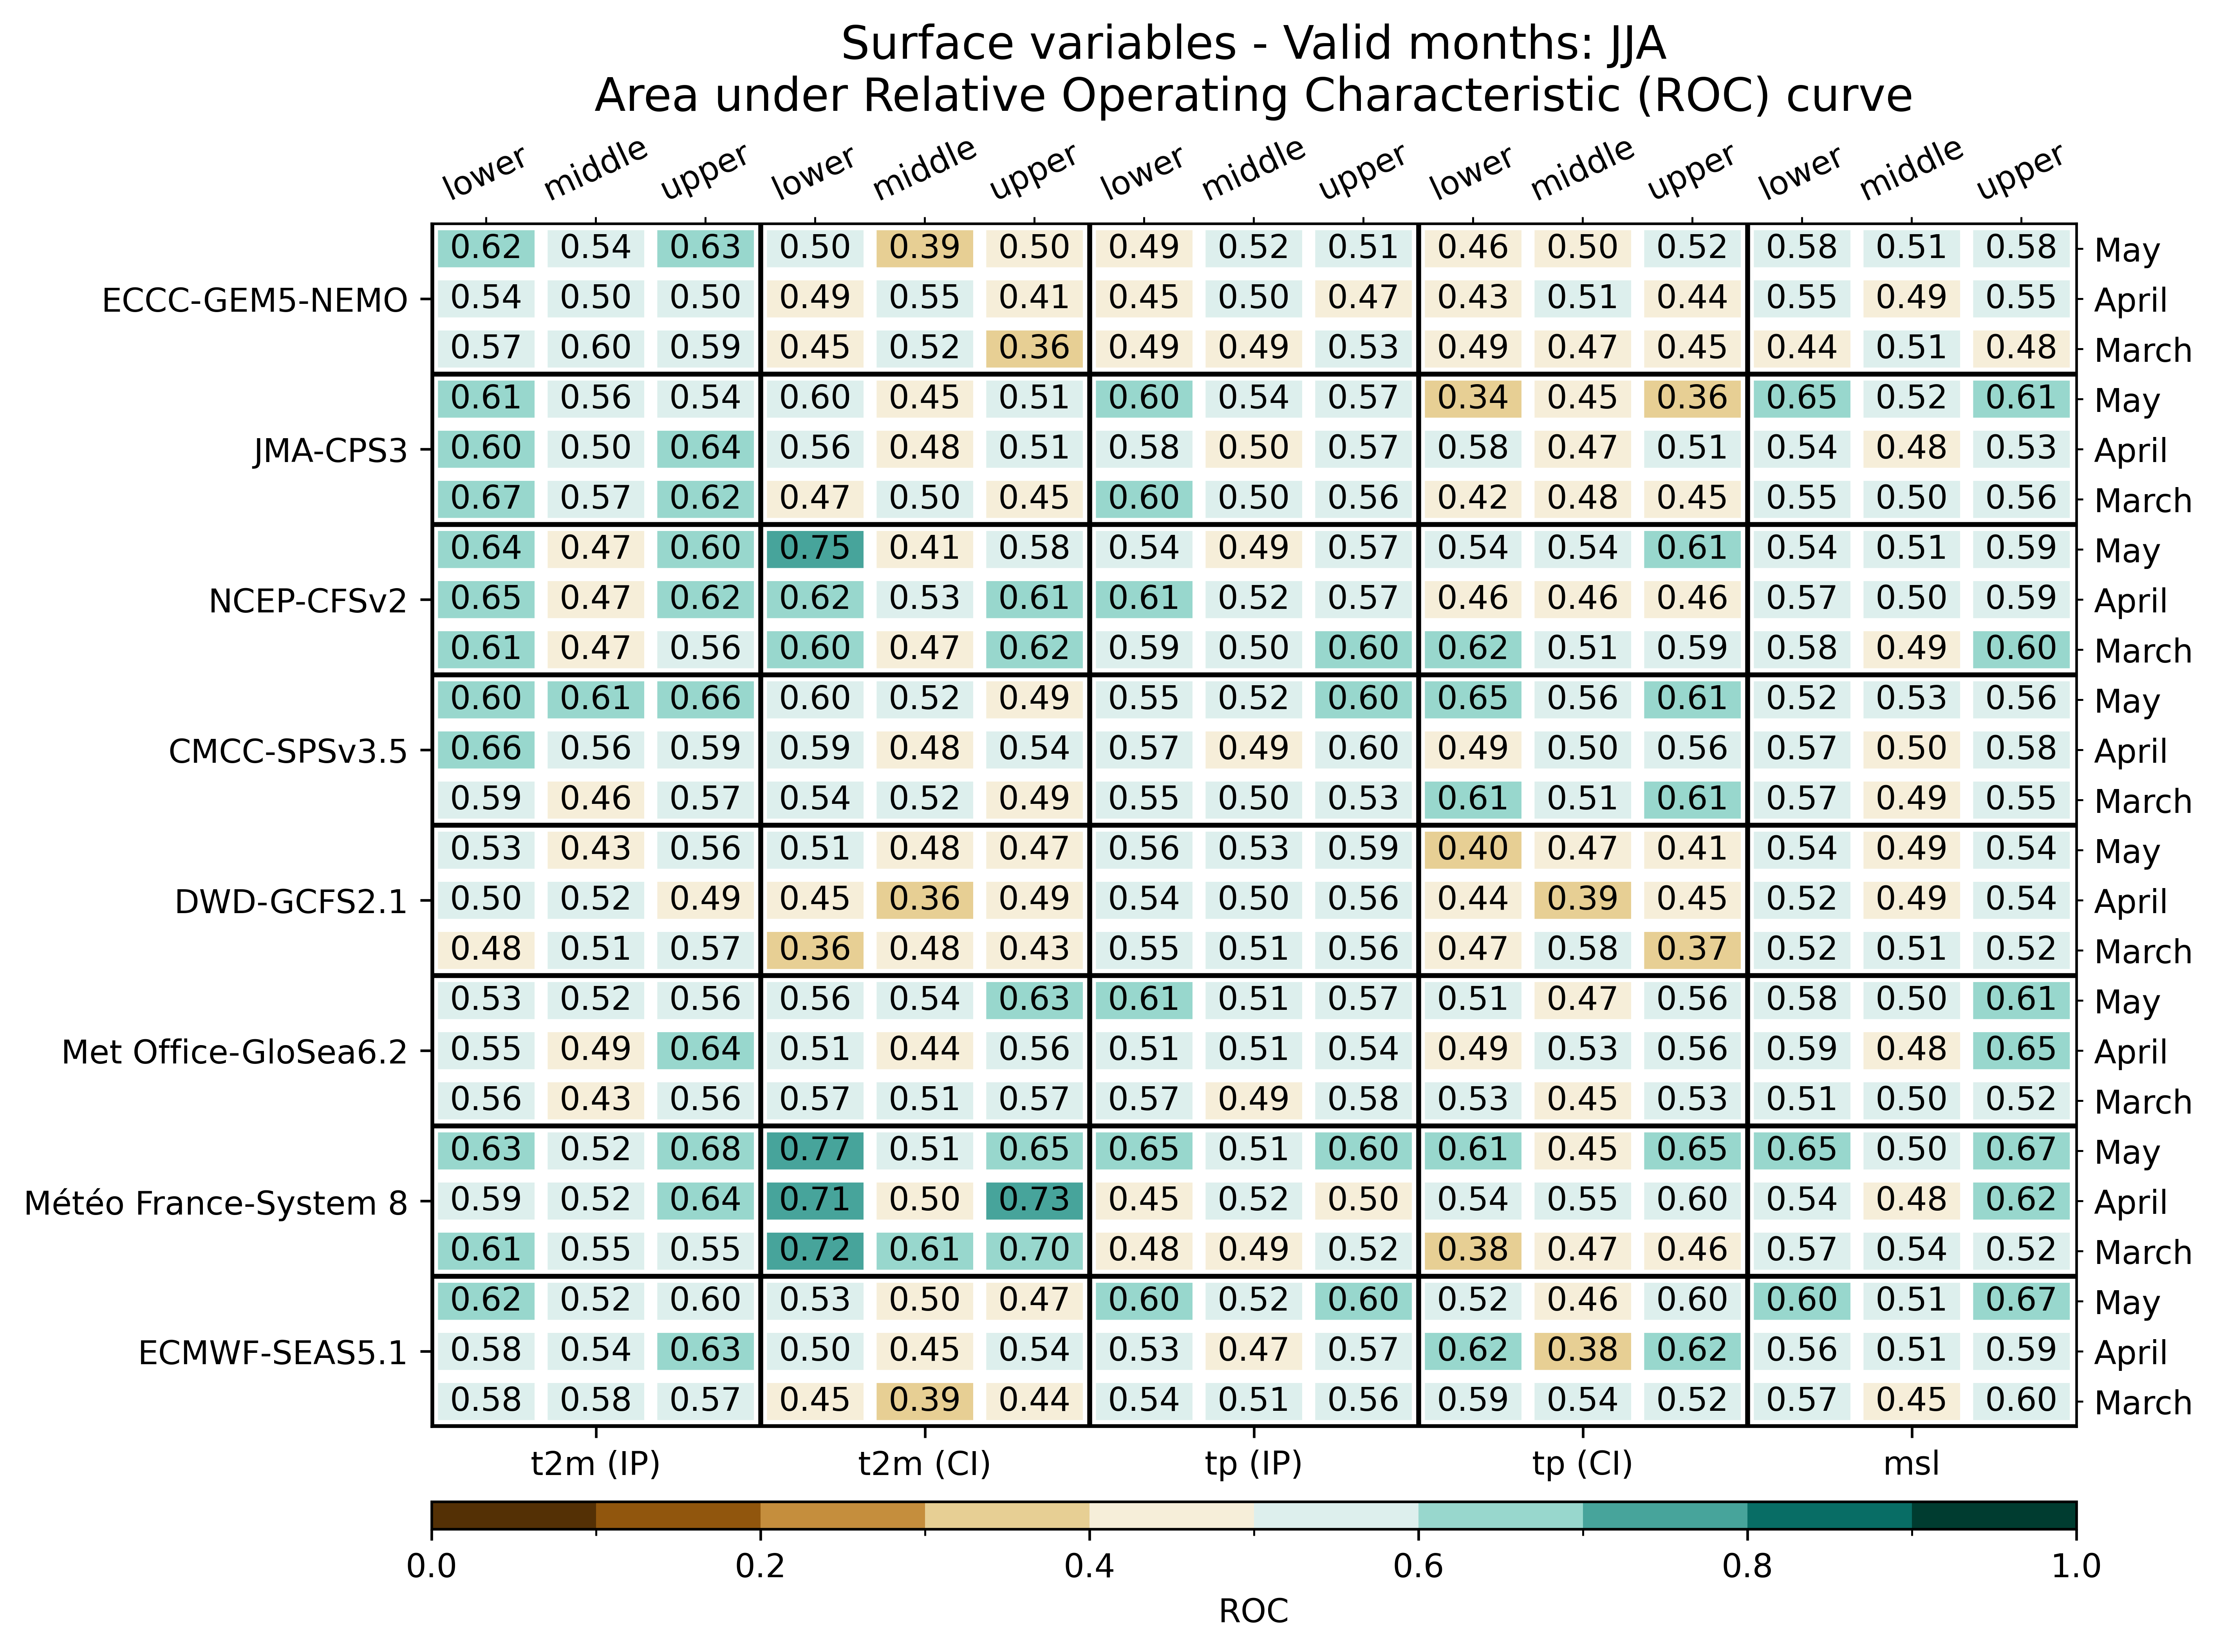 Surface variables - Valid months: JJA
Area under Relative Operating Characteristic (ROC) curve
lower middle upper lower middle upper lower middle upper lower middle upper lower middle upper
0.62 0.54 0.63 0.50 0.39 0.50 0.49 0.52 0.51 0.46 0.50 0.52 0.58 0.51 0.58 May
ECCC-GEM5-NEMO 0.54 0.50 0.50 0.49 0.55 0.41 0.45 0.50 0.47 0.43 0.51 0.44 0.55 0.49 0.55 April
0.57 0.60 0.59 0.45 0.52 0.36 0.49 0.49 0.53 0.49 0.47 0.45 0.44 0.51 0.48 March
0.61 0.56 0.54 0.60 0.45 0.51 0.60 0.54 0.57 0.34 0.45 0.36 0.65 0.52 0.61 May
JMA-CPS3 0.60 0.50 0.64 0.56 0.48 0.51 0.58 0.50 0.57 0.58 0.47 0.51 0.54 0.48 0.53 April
0.67 0.57 0.62 0.47 0.50 0.45 0.60 0.50 0.56 0.42 0.48 0.45 0.55 0.50 0.56 March
0.64 0.47 0.60 0.75 0.41 0.58 0.54 0.49 0.57 0.54 0.54 0.61 0.54 0.51 0.59 May
NCEP-CFSv2 0.65 0.47 0.62 0.62 0.53 0.61 0.61 0.52 0.57 0.46 0.46 0.46 0.57 0.50 0.59 April
0.61 0.47 0.56 0.60 0.47 0.62 0.59 0.50 0.60 0.62 0.51 0.59 0.58 0.49 0.60 March
0.60 0.61 0.66 0.60 0.52 0.49 0.55 0.52 0.60 0.65 0.56 0.61 0.52 0.53 0.56 May
CMCC-SPSv3.5 0.66 0.56 0.59 0.59 0.48 0.54 0.57 0.49 0.60 0.49 0.50 0.56 0.57 0.50 0.58 April
0.59 0.46 0.57 0.54 0.52 0.49 0.55 0.50 0.53 0.61 0.51 0.61 0.57 0.49 0.55 March
0.53 0.43 0.56 0.51 0.48 0.47 0.56 0.53 0.59 0.40 0.47 0.41 0.54 0.49 0.54 May
DWD-GCFS2.1 0.50 0.52 0.49 0.45 0.36 0.49 0.54 0.50 0.56 0.44 0.39 0.45 0.52 0.49 0.54 April
0.48 0.51 0.57 0.36 0.48 0.43 0.55 0.51 0.56 0.47 0.58 0.37 0.52 0.51 0.52 March
0.53 0.52 0.56 0.56 0.54 0.63 0.61 0.51 0.57 0.51 0.47 0.56 0.58 0.50 0.61 May
Met Office-GloSea6.2 0.55 0.49 0.64 0.51 0.44 0.56 0.51 0.51 0.54 0.49 0.53 0.56 0.59 0.48 0.65 April
0.56 0.43 0.56 0.57 0.51 0.57 0.57 0.49 0.58 0.53 0.45 0.53 0.51 0.50 0.52 March
0.63 0.52 0.68 0.77 0.51 0.65 0.65 0.51 0.60 0.61 0.45 0.65 0.65 0.50 0.67 May
Météo France-System 8 0.59 0.52 0.64 0.71 0.50 0.73 0.45 0.52 0.50 0.54 0.55 0.60 0.54 0.48 0.62 April
0.61 0.55 0.55 0.72 0.61 0.70 0.48 0.49 0.52 0.38 0.47 0.46 0.57 0.54 0.52 March
0.62 0.52 0.60 0.53 0.50 0.47 0.60 0.52 0.60 0.52 0.46 0.60 0.60 0.51 0.67 May
ECMWF-SEAS5.1 0.58 0.54 0.63 0.50 0.45 0.54 0.53 0.47 0.57 0.62 0.38 0.62 0.56 0.51 0.59 April
0.58 0.58 0.57 0.45 0.39 0.44 0.54 0.51 0.56 0.59 0.54 0.52 0.57 0.45 0.60 March
t2m (IP) t2m (CI) tp (IP) tp (CI) msl
0.0 0.2 0.4 0.6 0.8 1.0
ROC